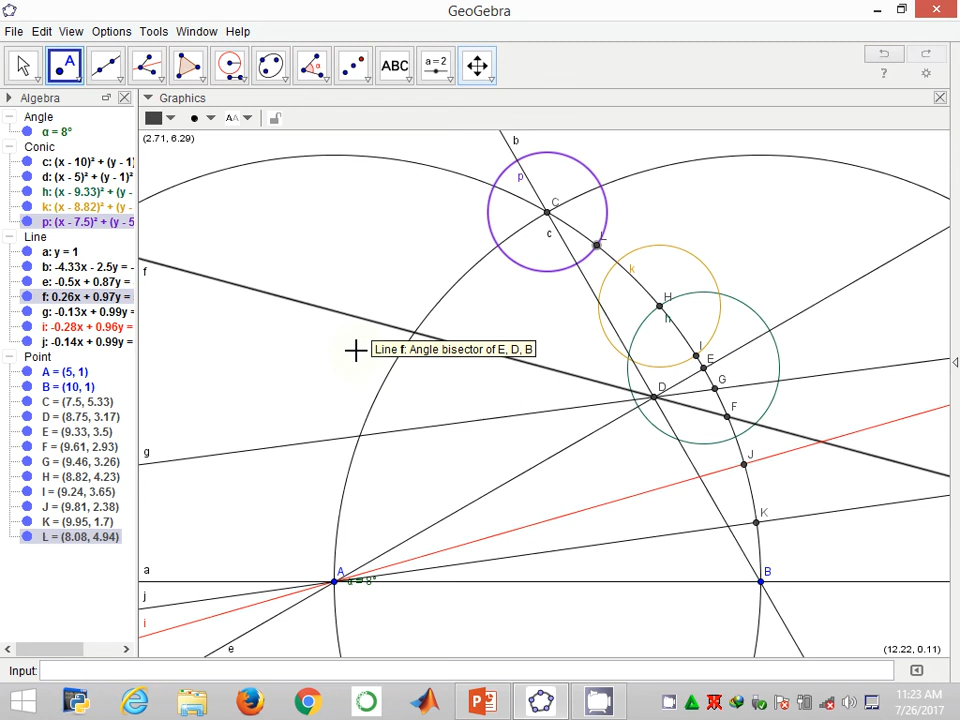 GeoGebra
File Edit View Options Tools Window Help
A ABC a = 2
?
Algebra
Graphics
AA
Angle
α = 8°
Conic
c: (x - 10)² + (y - 1)
d: (x - 5)² + (y - 1)²
h: (x - 9.33)² + (y -
k: (x - 8.82)² + (y -
p: (x - 7.5)² + (y - 5
Line
a: y = 1
b: -4.33x - 2.5y = -
e: -0.5x + 0.87y =
f: 0.26x + 0.97y =
g: -0.13x + 0.99y =
i: -0.28x + 0.96y =
j: -0.14x + 0.99y =
Point
A = (5, 1)
B = (10, 1)
C = (7.5, 5.33)
D = (8.75, 3.17)
E = (9.33, 3.5)
F = (9.61, 2.93)
G = (9.46, 3.26)
H = (8.82, 4.23)
I = (9.24, 3.65)
J = (9.81, 2.38)
K = (9.95, 1.7)
L = (8.08, 4.94)
(2.71, 6.29)
b
p
C
c
L
f
k
H
h
Line f: Angle bisector of E, D, B
I
E
G
D
F
g
J
K
a
A
α = 8°
B
j
i
e
(12.22, 0.11)
Input:
11:23 AM
7/26/2017